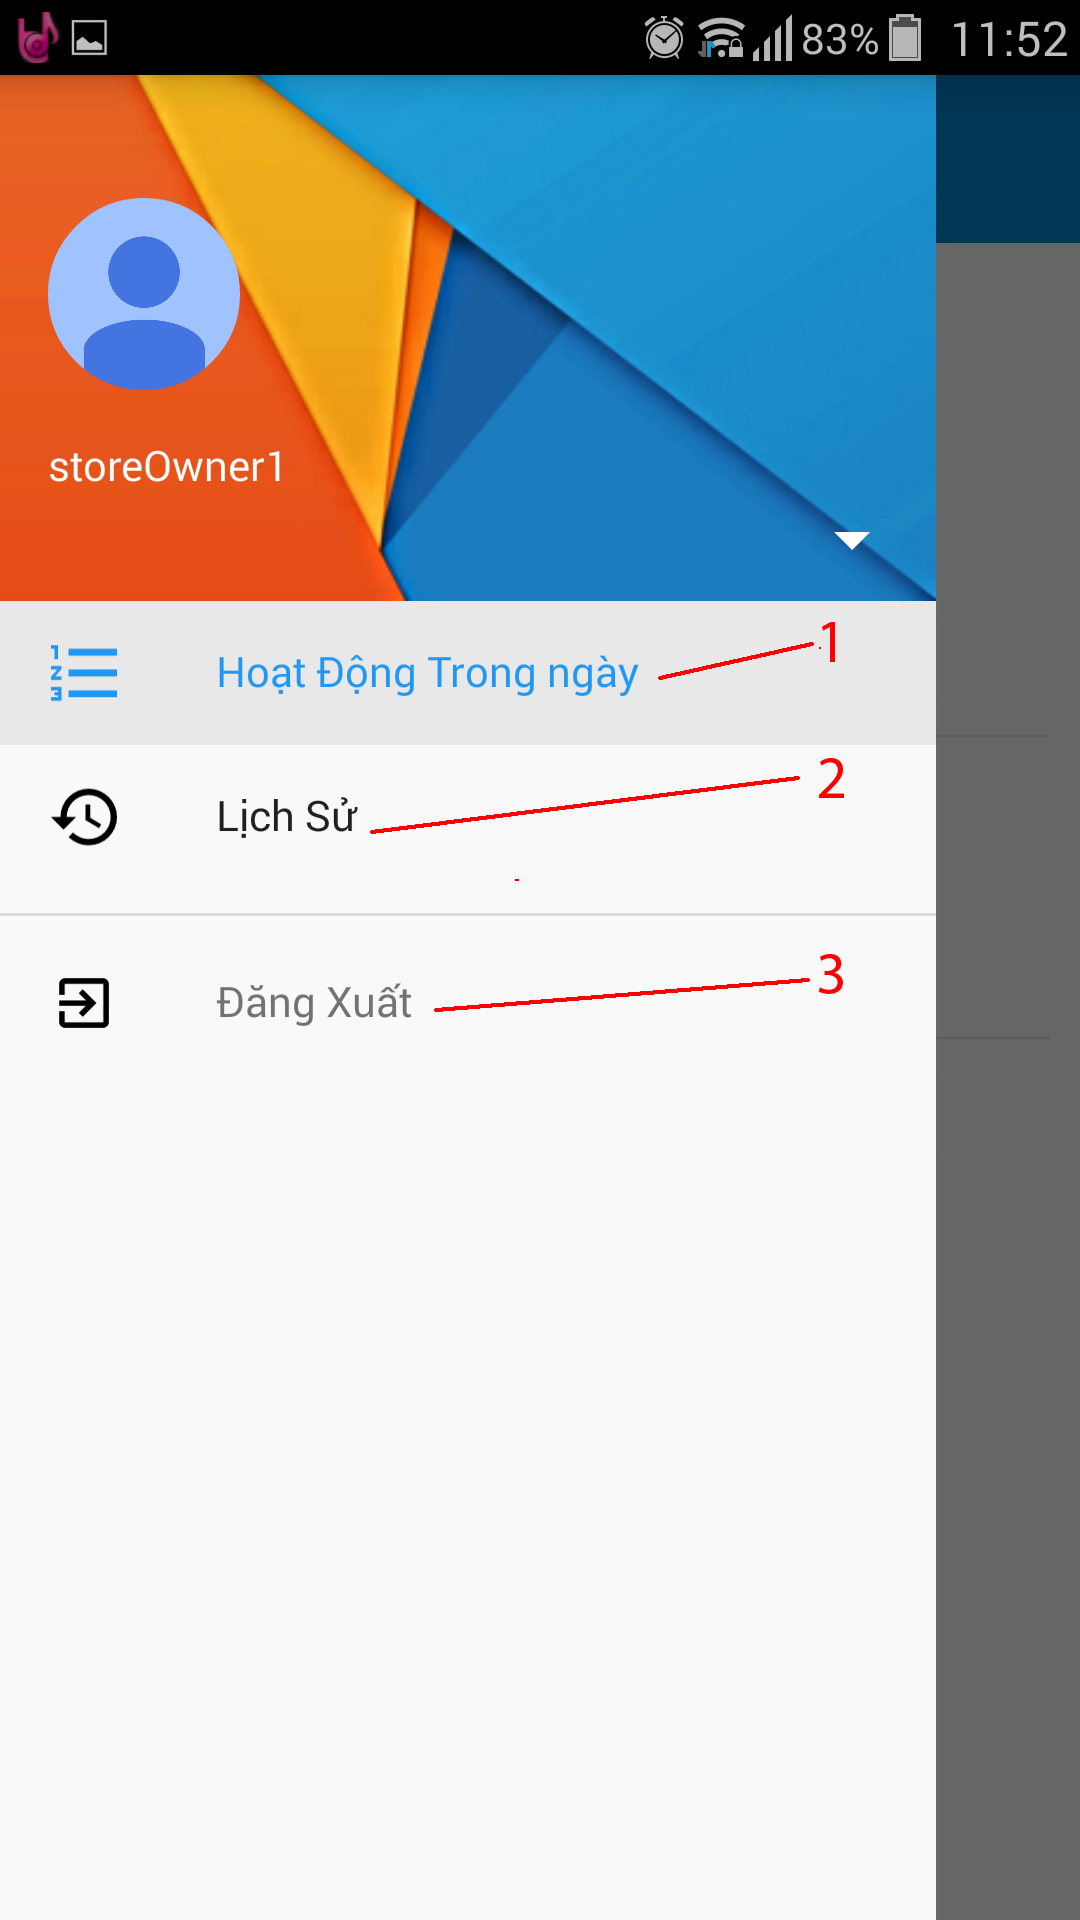 83% 11:52
storeOwner1
Hoạt Động Trong ngày 1
Lịch Sử 2
Đăng Xuất 3